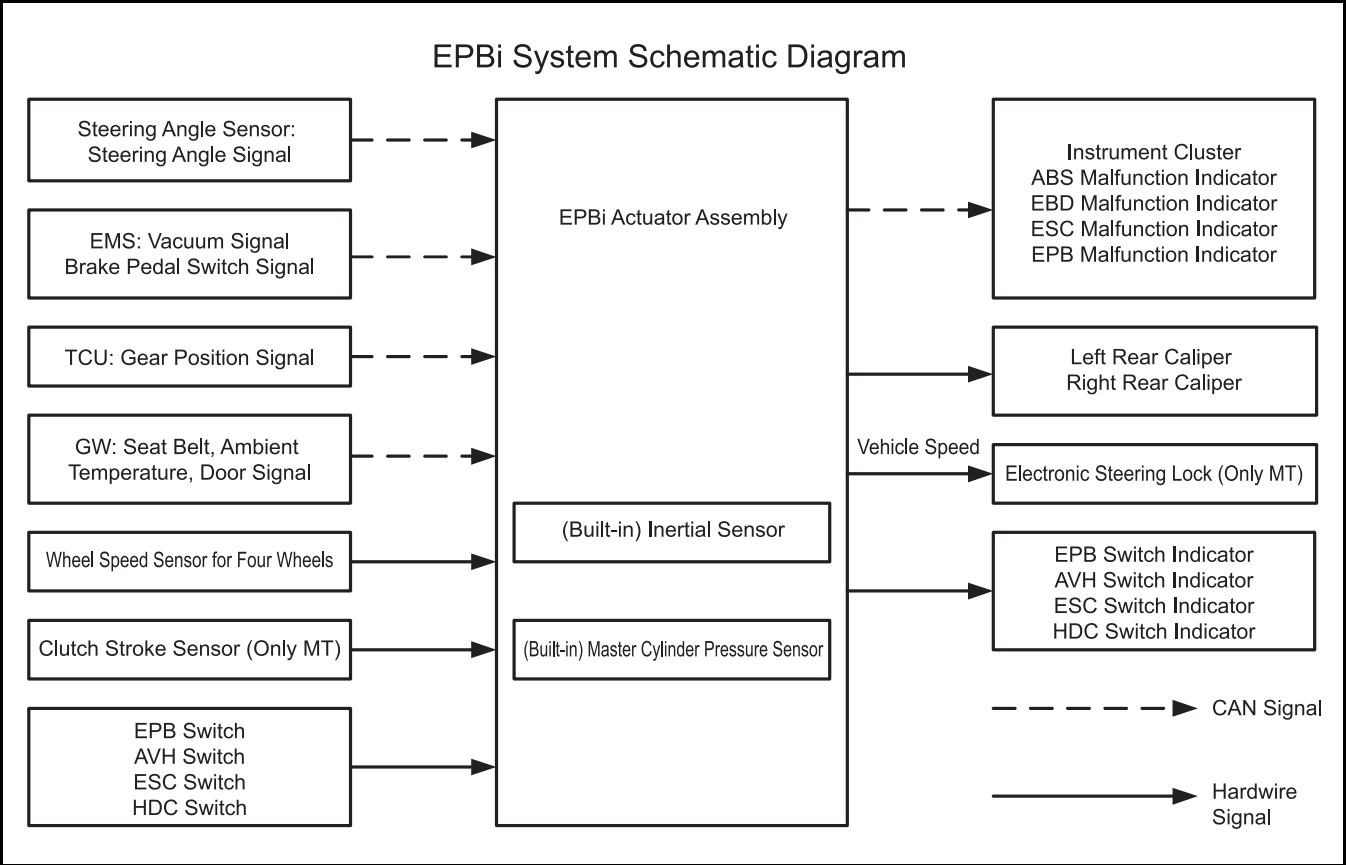 EPBi System Schematic Diagram
Steering Angle Sensor:
Steering Angle Signal
EMS: Vacuum Signal
Brake Pedal Switch Signal
TCU: Gear Position Signal
GW: Seat Belt, Ambient
Temperature, Door Signal
Wheel Speed Sensor for Four Wheels
Clutch Stroke Sensor (Only MT)
EPB Switch
AVH Switch
ESC Switch
HDC Switch
EPBi Actuator Assembly
(Built-in) Inertial Sensor
(Built-in) Master Cylinder Pressure Sensor
Instrument Cluster
ABS Malfunction Indicator
EBD Malfunction Indicator
ESC Malfunction Indicator
EPB Malfunction Indicator
Left Rear Caliper
Right Rear Caliper
Vehicle Speed
Electronic Steering Lock (Only MT)
EPB Switch Indicator
AVH Switch Indicator
ESC Switch Indicator
HDC Switch Indicator
CAN Signal
Hardwire
Signal